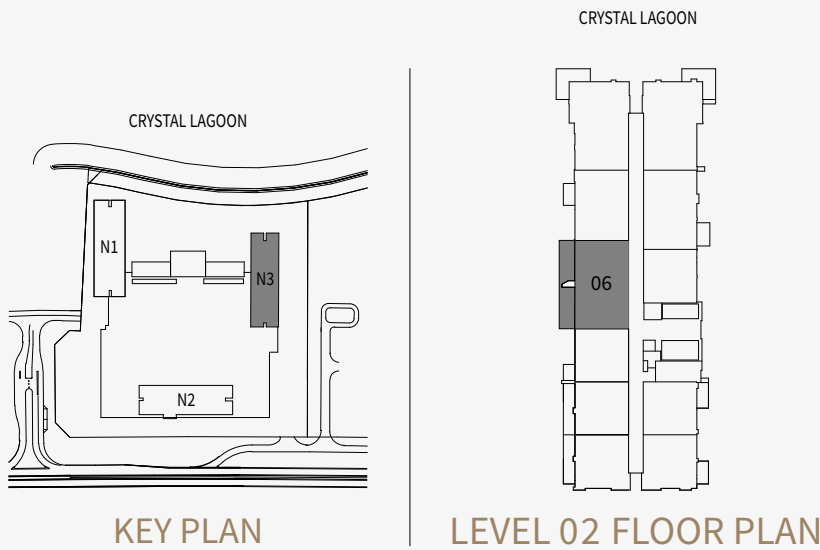 CRYSTAL LAGOON
N1
N3
N2
KEY PLAN
CRYSTAL LAGOON
06
LEVEL 02 FLOOR PLAN